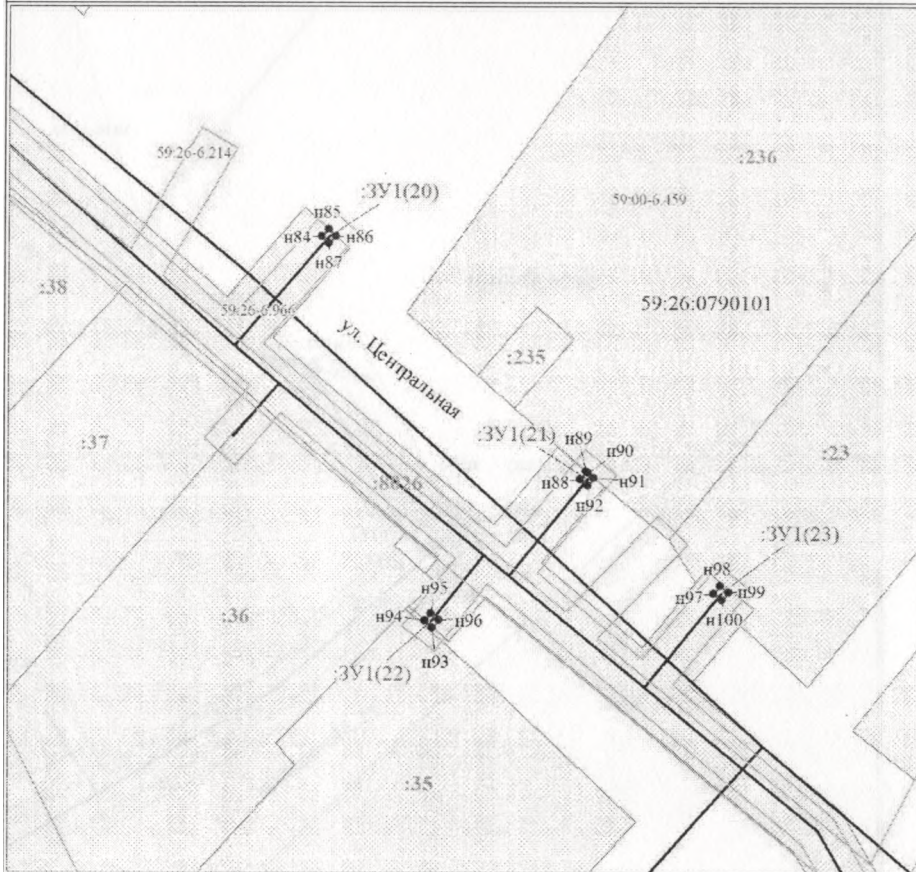 59:26-6.214
:236
:ЗУ1(20)
59:00-6.459
н85
н84
н86
н87
:38
59:26-6.966
59:26:0790101
ул. Центральная
:235
:37
:ЗУ1(21)
н89
н90
:23
н88
н91
:8826
н92
:ЗУ1(23)
н98
н95
н97
н99
:36
н94
н96
н100
н93
:ЗУ1(22)
:35